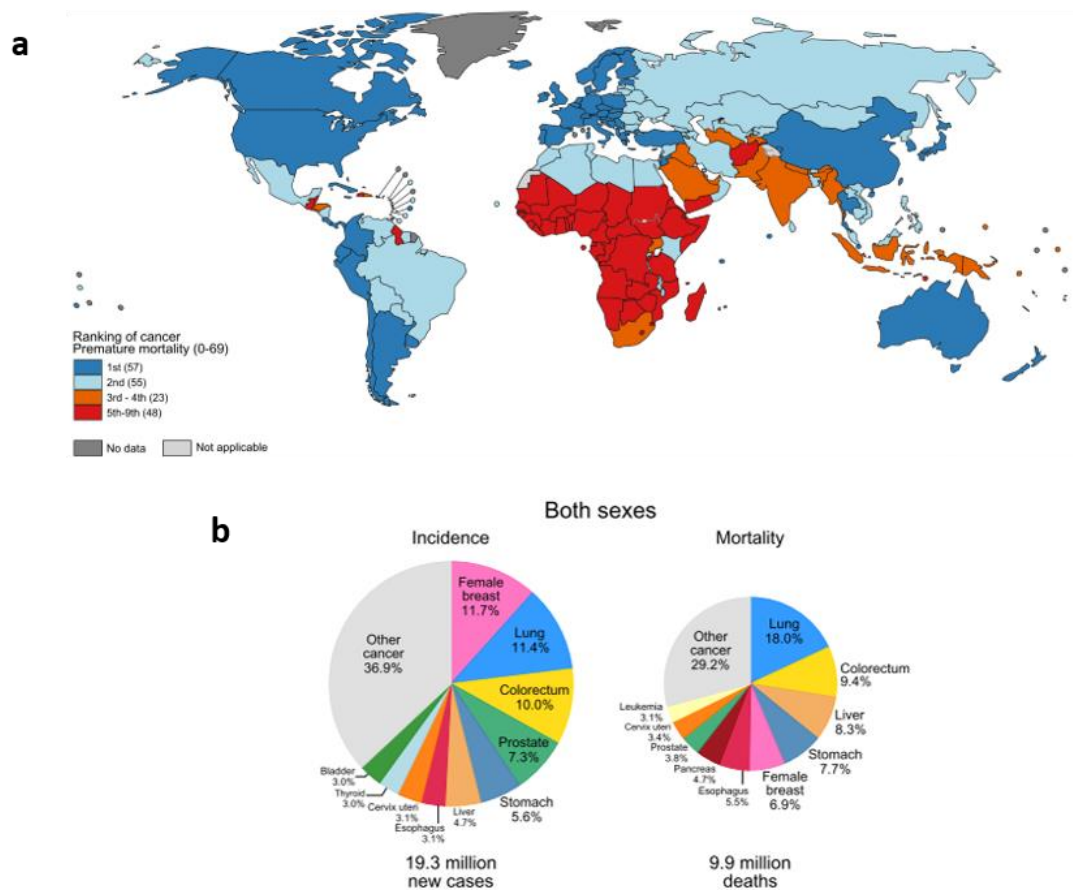 a
Ranking of cancer
Premature mortality (0-69)
1st (57)
2nd (55)
3rd - 4th (23)
5th-9th (48)
No data
Not applicable
b
Both sexes
Incidence
Female
breast
11.7%
Lung
11.4%
Colorectum
10.0%
Prostate
7.3%
Stomach
5.6%
Liver
4.7%
Esophagus
3.1%
Cervix uteri
3.1%
Thyroid
3.0%
Bladder
3.0%
Other
cancer
36.9%
19.3 million
new cases
Mortality
Lung
18.0%
Colorectum
9.4%
Liver
8.3%
Stomach
7.7%
Female
breast
6.9%
Esophagus
5.5%
Pancreas
4.7%
Prostate
3.8%
Cervix uteri
3.4%
Leukemia
3.1%
Other
cancer
29.2%
9.9 million
deaths